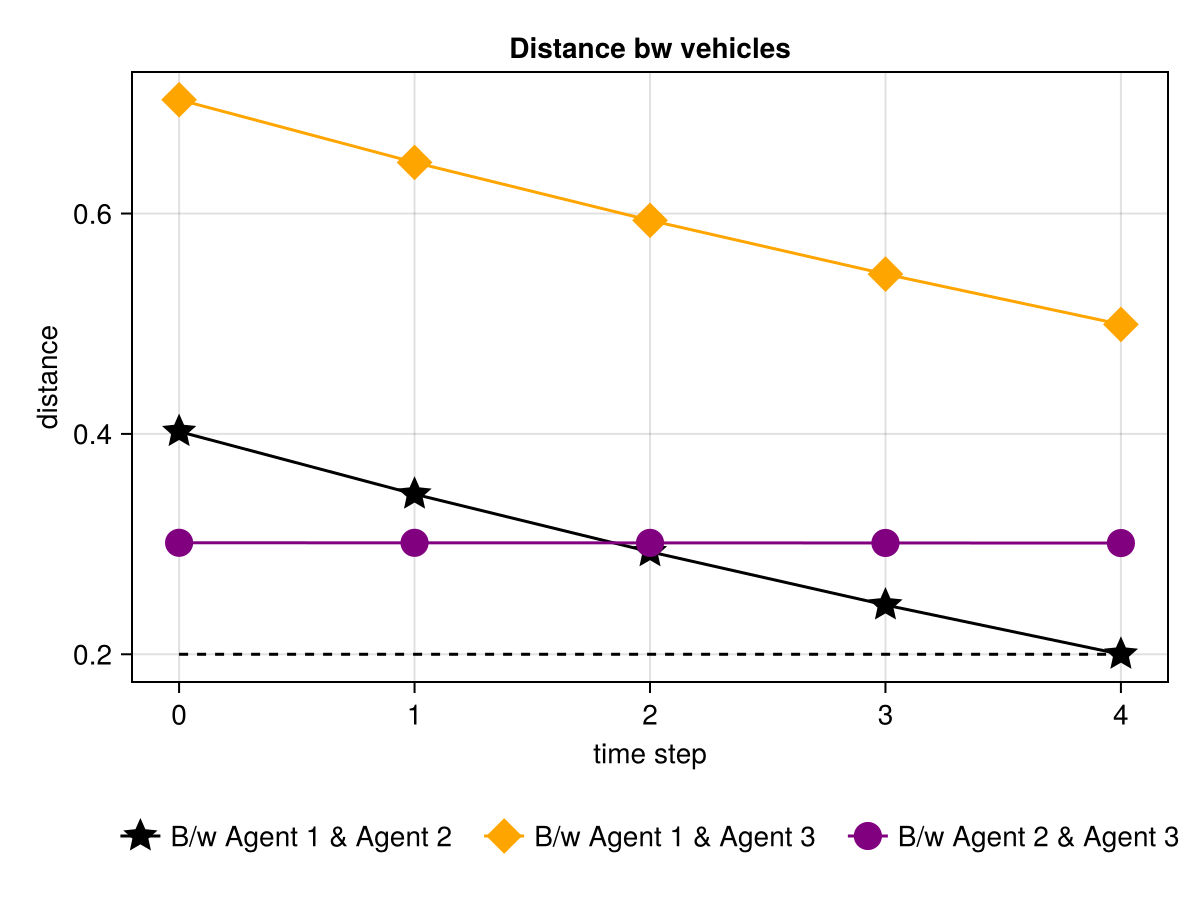 Distance bw vehicles
distance
0.6
0.4
0.2
0 1 2 3 4
time step
B/w Agent 1 & Agent 2 B/w Agent 1 & Agent 3 B/w Agent 2 & Agent 3